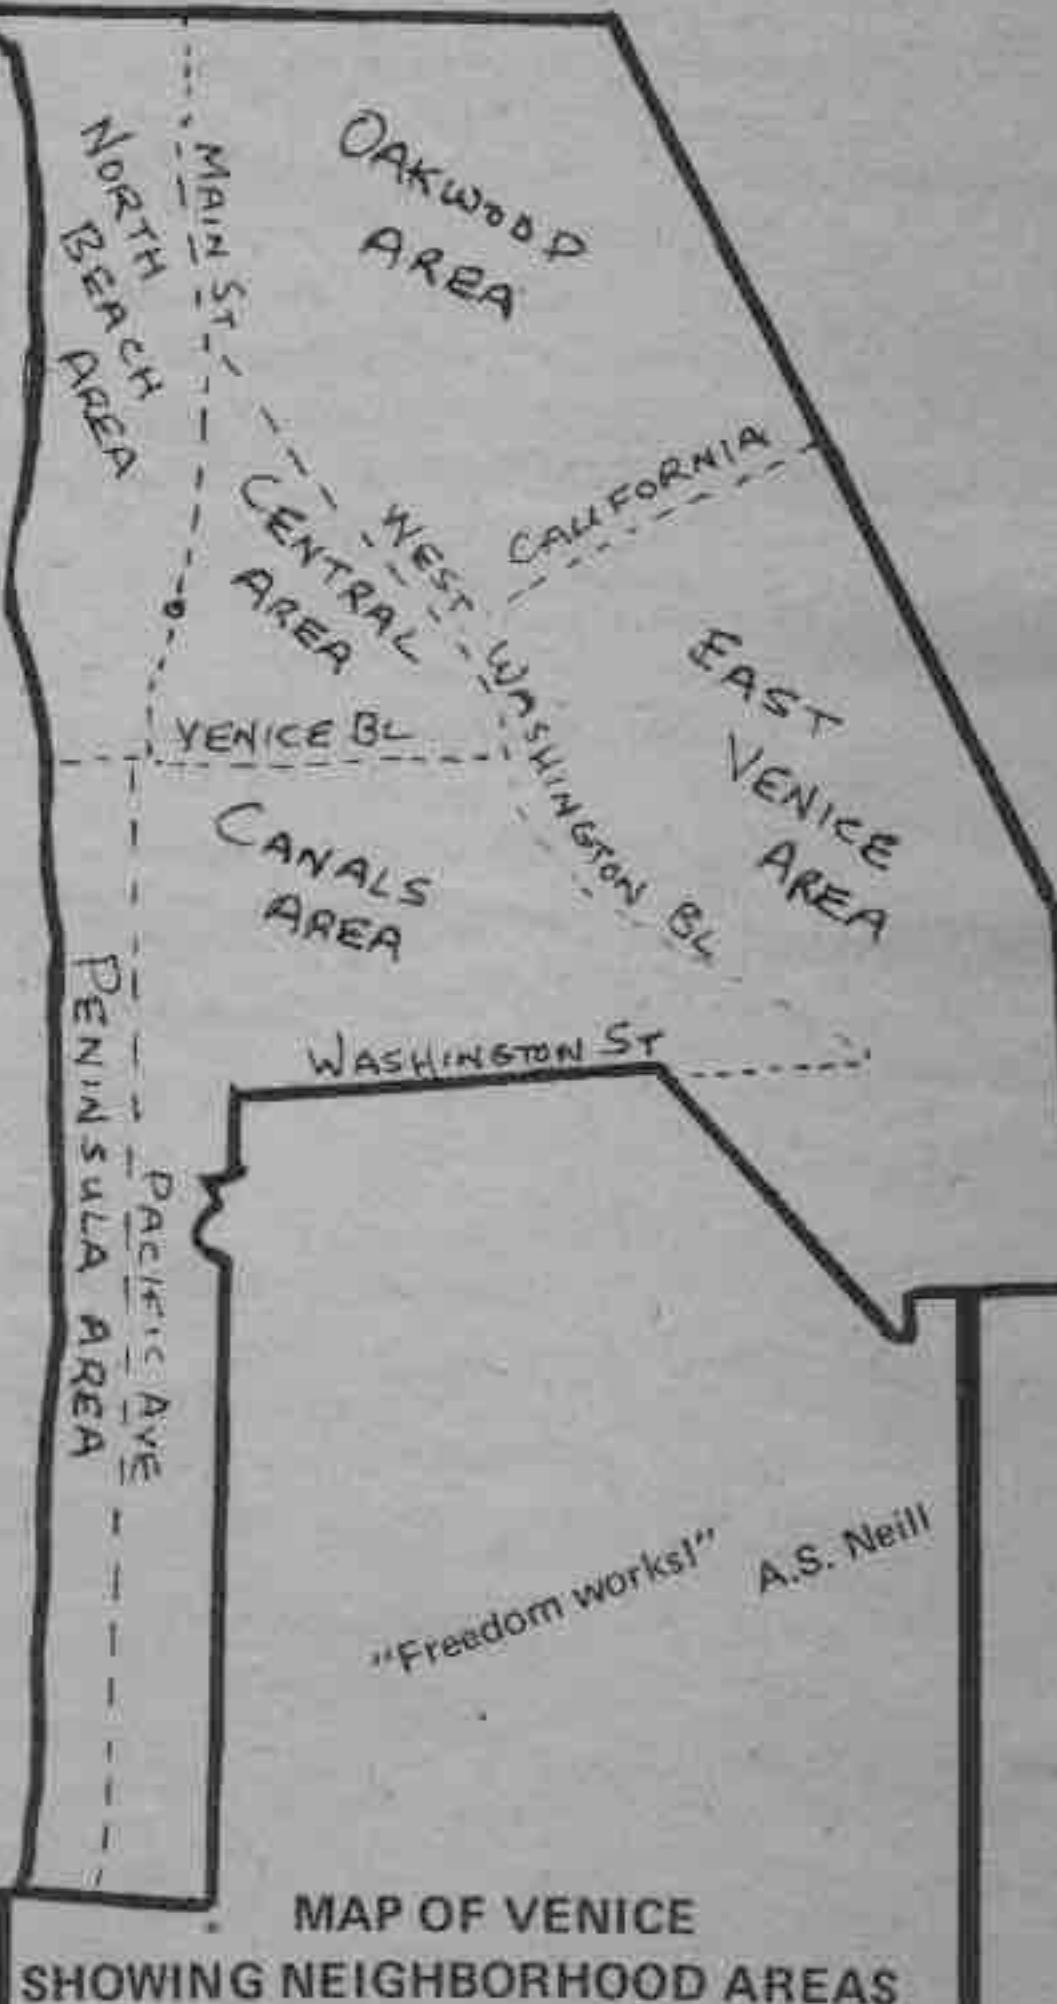 OAKWOOD
AREA
MAIN ST
NORTH
BEACH
AREA
CALIFORNIA
CENTRAL
AREA
WEST WASHINGTON BL
EAST
VENICE
AREA
VENICE BL
CANALS
AREA
WASHINGTON ST
PENINSULA AREA
PACIFIC AVE
"Freedom works!" A.S. Neill
MAP OF VENICE
SHOWING NEIGHBORHOOD AREAS